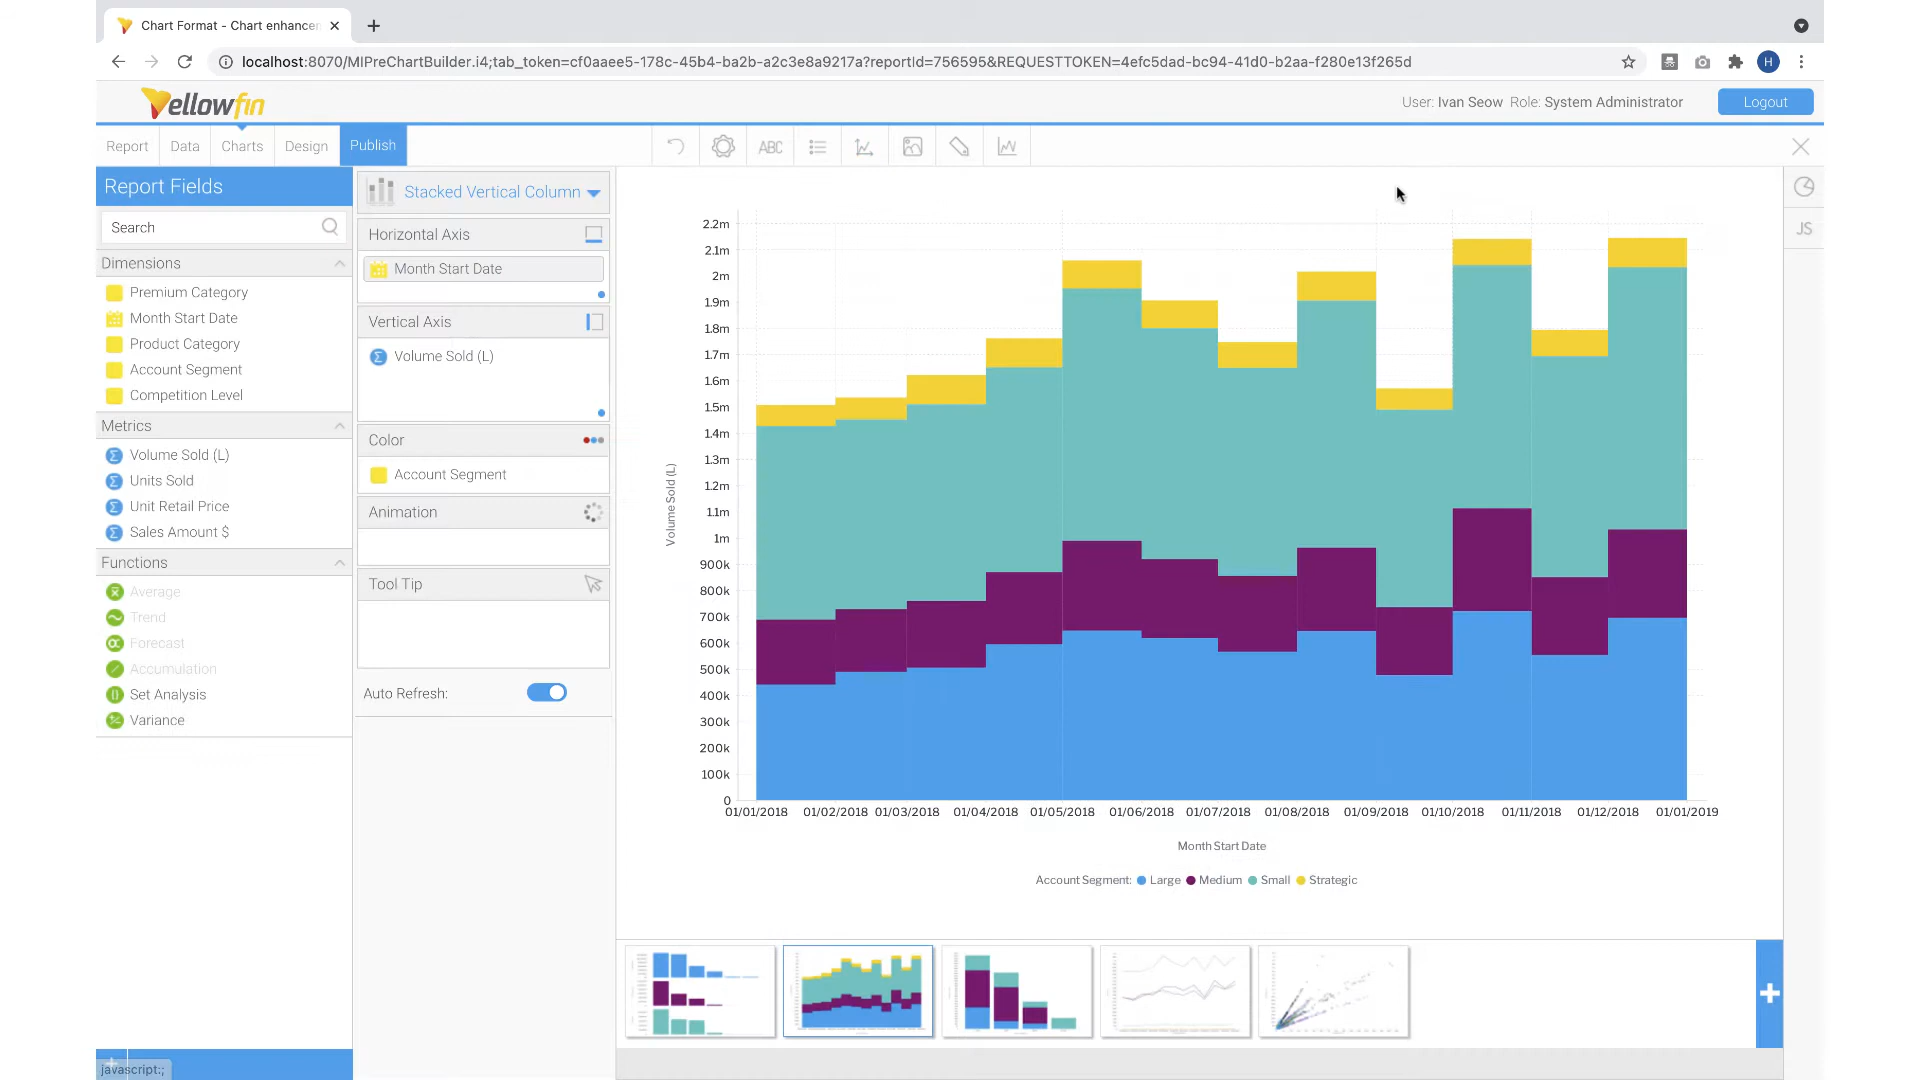 Chart Format - Chart enhancen
localhost:8070/MIPreChartBuilder.i4;tab_token=cf0aaee5-178c-45b4-ba2b-a2c3e8a9217a?reportId=756595&REQUESTTOKEN=4efc5dad-bc94-41d0-b2aa-f280e13f265d
H
Yellowfin
User: Ivan Seow Role: System Administrator
Logout
Report
Data
Charts
Design
Publish
ABC
Report Fields
Search
Dimensions
Premium Category
Month Start Date
Product Category
Account Segment
Competition Level
Metrics
Volume Sold (L)
Units Sold
Unit Retail Price
Sales Amount $
Functions
Average
Trend
Forecast
Accumulation
Set Analysis
Variance
javascript:;
Stacked Vertical Column
Horizontal Axis
Month Start Date
Vertical Axis
Volume Sold (L)
Color
Account Segment
Animation
Tool Tip
Auto Refresh:
JS
2.2m
2.1m
2m
1.9m
1.8m
1.7m
1.6m
1.5m
1.4m
1.3m
1.2m
1.1m
1m
900k
800k
700k
600k
500k
400k
300k
200k
100k
0
Volume Sold (L)
01/01/2018 01/02/2018 01/03/2018 01/04/2018 01/05/2018 01/06/2018 01/07/2018 01/08/2018 01/09/2018 01/10/2018 01/11/2018 01/12/2018 01/01/2019
Month Start Date
Account Segment: Large Medium Small Strategic